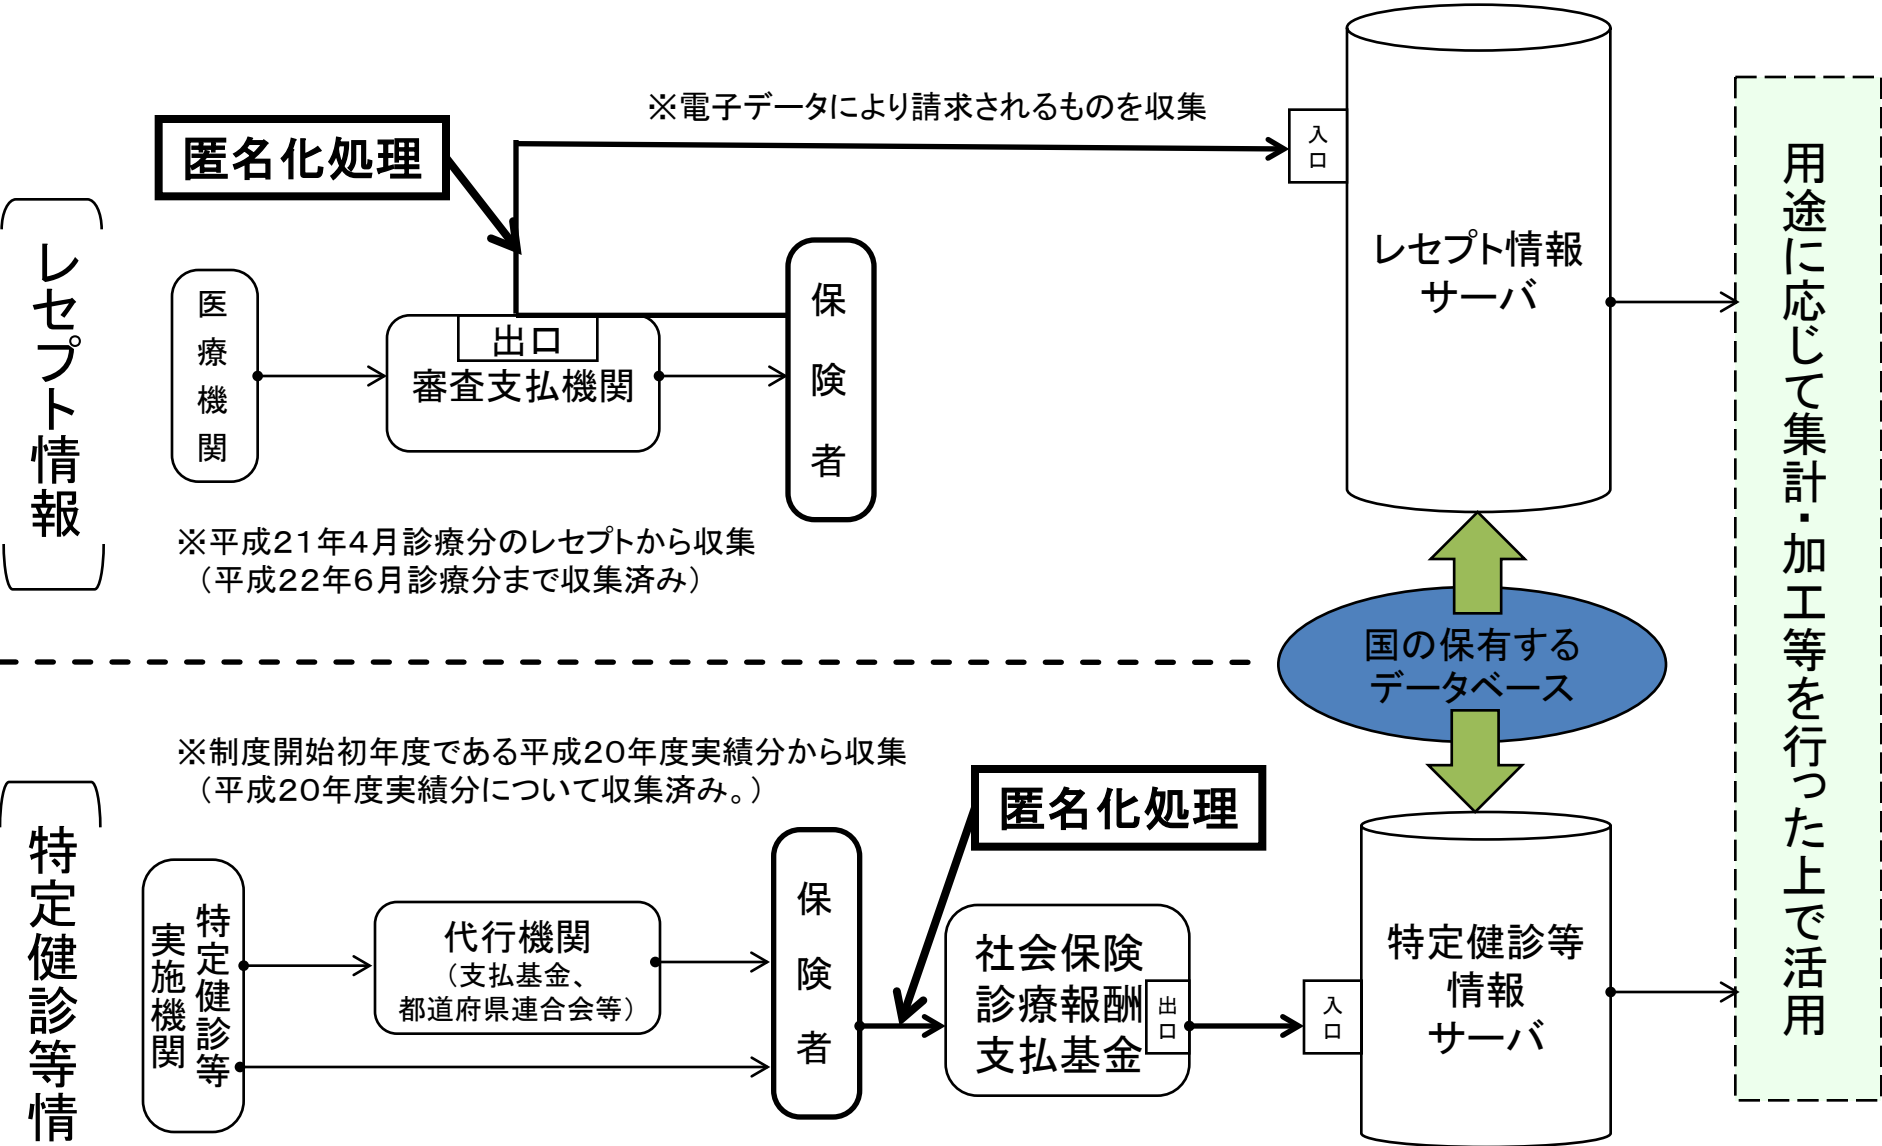 レセプト情報
匿名化処理
※電子データにより請求されるものを収集
入口
医療機関
出口
審査支払機関
保険者
レセプト情報
サーバ
※平成21年4月診療分のレセプトから収集
（平成22年6月診療分まで収集済み）
国の保有する
データベース
用途に応じて集計・加工等を行った上で活用
特定健診等情
※制度開始初年度である平成20年度実績分から収集
（平成20年度実績分について収集済み。）
匿名化処理
特定健診等
実施機関
代行機関
（支払基金、
都道府県連合会等）
保険者
社会保険
診療報酬
支払基金
出口
入口
特定健診等
情報
サーバ